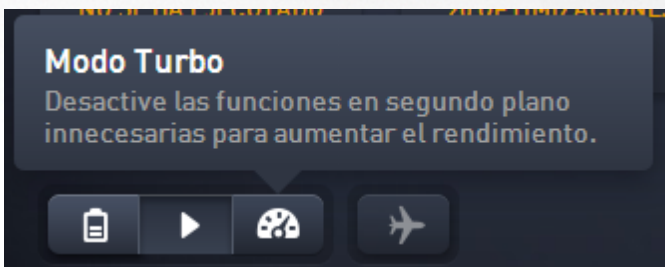 Modo Turbo
Desactive las funciones en segundo plano
innecesarias para aumentar el rendimiento.